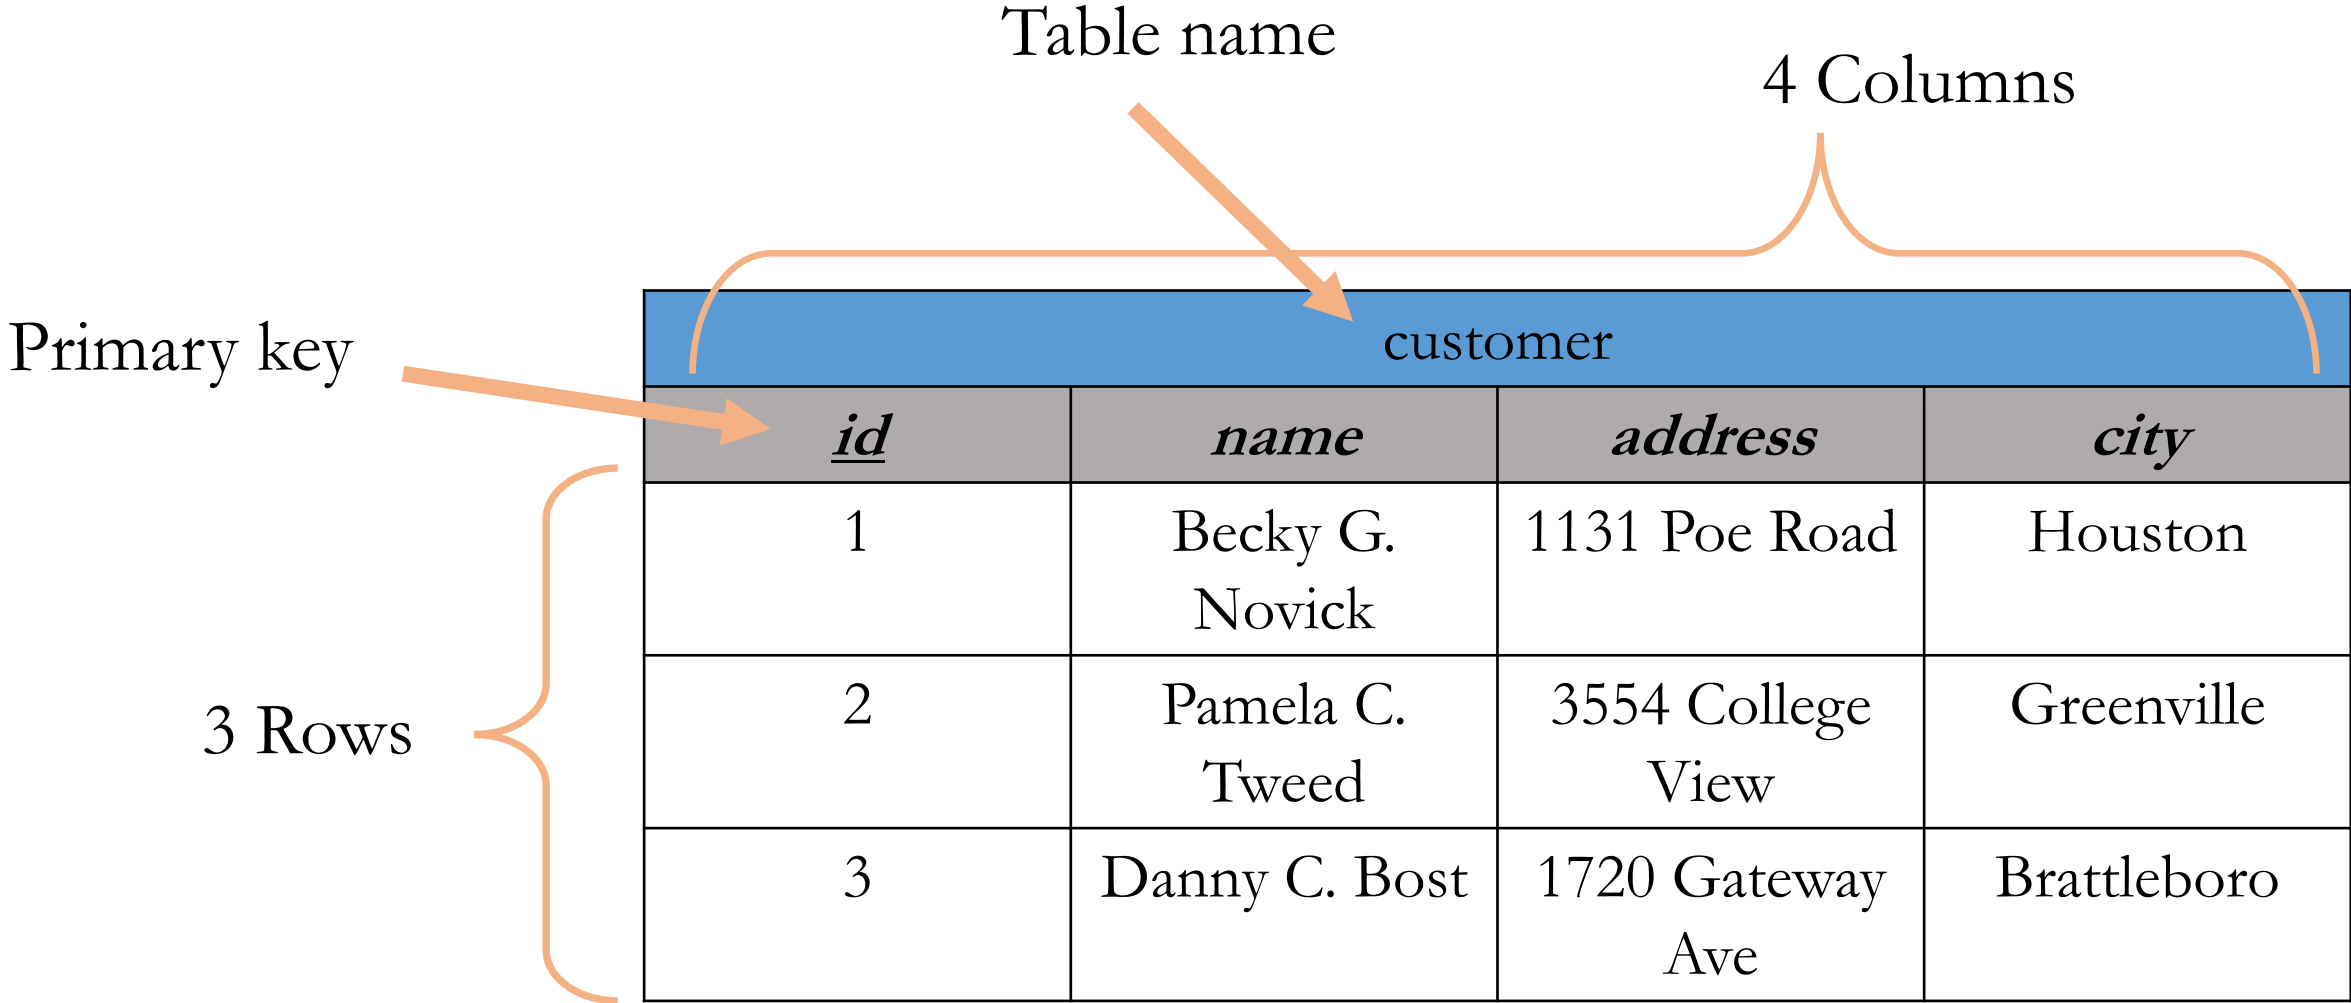 Table name
4 Columns
Primary key
customer
id name address city
1 Becky G. 1131 Poe Road Houston
Novick
3 Rows
2 Pamela C. 3554 College Greenville
Tweed View
3 Danny C. Bost 1720 Gateway Brattleboro
Ave